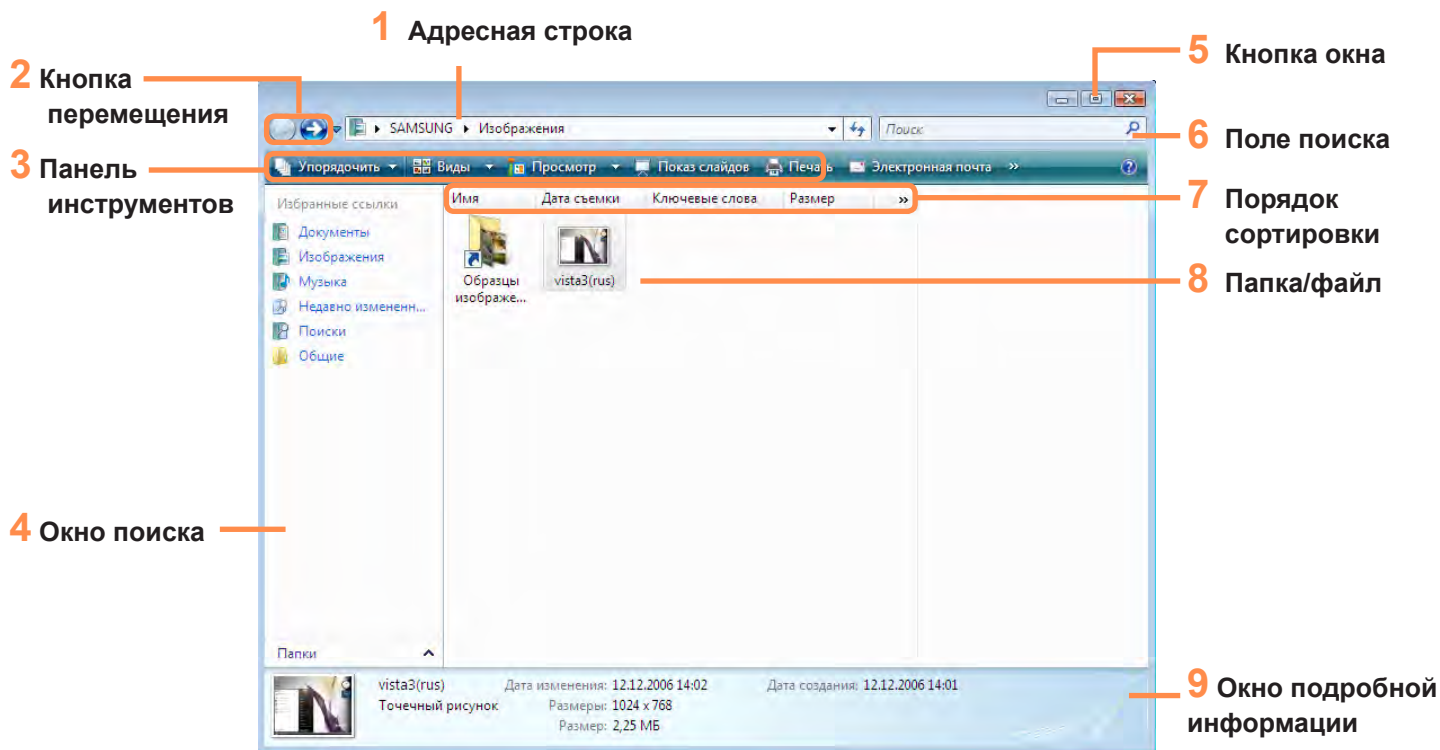 1 Адресная строка
2 Кнопка
перемещения
3 Панель
инструментов
4 Окно поиска
5 Кнопка окна
6 Поле поиска
7 Порядок
сортировки
8 Папка/файл
9 Окно подробной
информации
SAMSUNG Изображения
Поиск
Упорядочить Виды Просмотр Показ слайдов Печать Электронная почта »
Избранные ссылки
Документы
Изображения
Музыка
Недавно измененн...
Поиски
Общие
Папки
Имя Дата съемки Ключевые слова Размер »
Образцы
изображе...
vista3(rus)
vista3(rus) Дата изменения: 12.12.2006 14:02 Дата создания: 12.12.2006 14:01
Точечный рисунок Размеры: 1024 x 768
Размер: 2,25 МБ